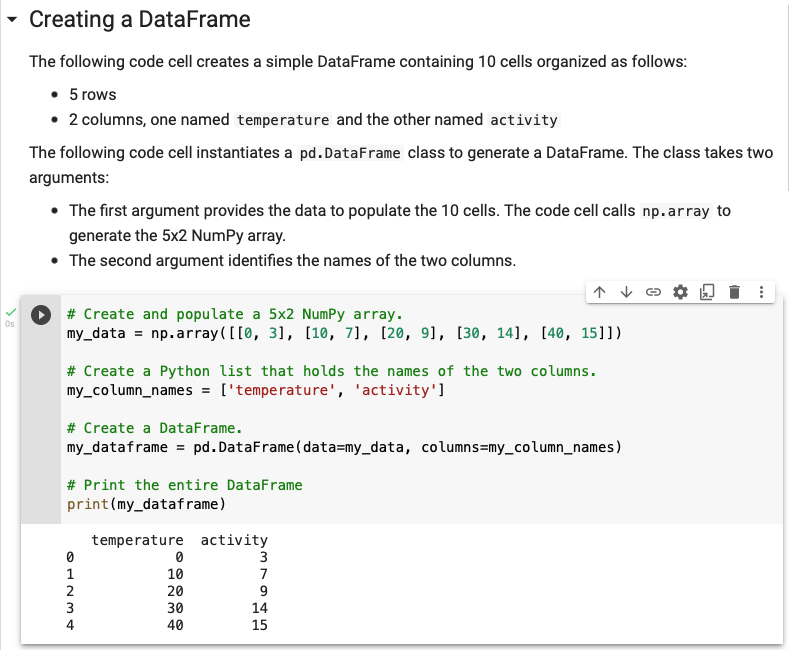 Creating a DataFrame
The following code cell creates a simple DataFrame containing 10 cells organized as follows:
• 5 rows
• 2 columns, one named temperature and the other named activity
The following code cell instantiates a pd.DataFrame class to generate a DataFrame. The class takes two
arguments:
• The first argument provides the data to populate the 10 cells. The code cell calls np.array to
generate the 5x2 NumPy array.
• The second argument identifies the names of the two columns.
0s
# Create and populate a 5x2 NumPy array.
my_data = np.array([[0, 3], [10, 7], [20, 9], [30, 14], [40, 15]])
# Create a Python list that holds the names of the two columns.
my_column_names = ['temperature', 'activity']
# Create a DataFrame.
my_dataframe = pd.DataFrame(data=my_data, columns=my_column_names)
# Print the entire DataFrame
print(my_dataframe)
temperature activity
0 0 3
1 10 7
2 20 9
3 30 14
4 40 15